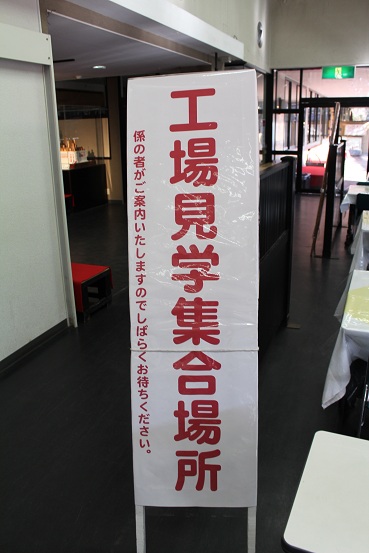 工場見学集合場所
係の者がご案内いたしますのでしばらくお待ちください。